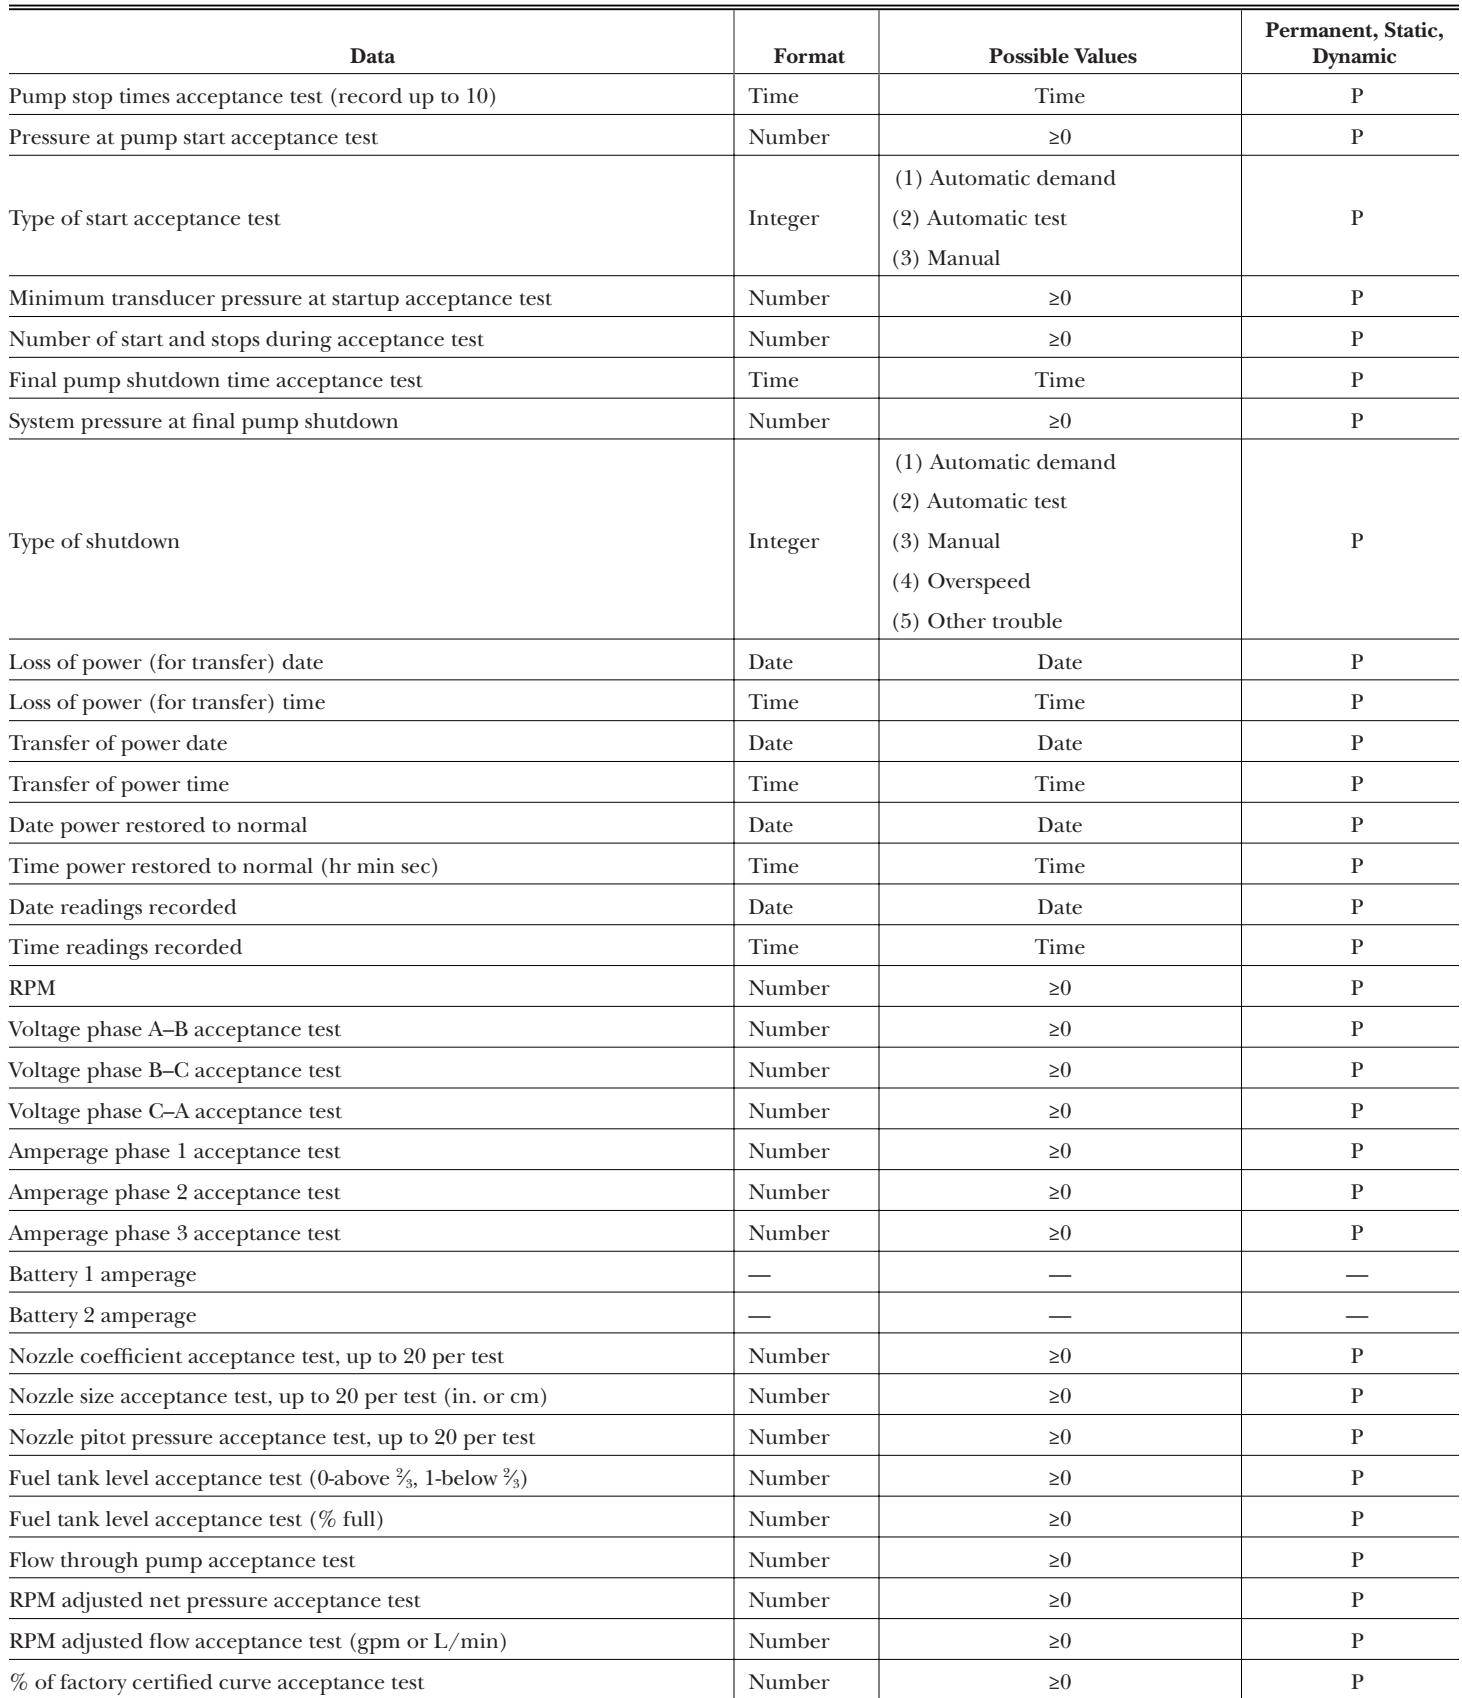 Data Format Possible Values Permanent, Static, Dynamic
Pump stop times acceptance test (record up to 10) Time Time P
Pressure at pump start acceptance test Number ≥0 P
Type of start acceptance test Integer (1) Automatic demand
(2) Automatic test
(3) Manual P
Minimum transducer pressure at startup acceptance test Number ≥0 P
Number of start and stops during acceptance test Number ≥0 P
Final pump shutdown time acceptance test Time Time P
System pressure at final pump shutdown Number ≥0 P
Type of shutdown Integer (1) Automatic demand
(2) Automatic test
(3) Manual
(4) Overspeed
(5) Other trouble P
Loss of power (for transfer) date Date Date P
Loss of power (for transfer) time Time Time P
Transfer of power date Date Date P
Transfer of power time Time Time P
Date power restored to normal Date Date P
Time power restored to normal (hr min sec) Time Time P
Date readings recorded Date Date P
Time readings recorded Time Time P
RPM Number ≥0 P
Voltage phase A–B acceptance test Number ≥0 P
Voltage phase B–C acceptance test Number ≥0 P
Voltage phase C–A acceptance test Number ≥0 P
Amperage phase 1 acceptance test Number ≥0 P
Amperage phase 2 acceptance test Number ≥0 P
Amperage phase 3 acceptance test Number ≥0 P
Battery 1 amperage — — —
Battery 2 amperage — — —
Nozzle coefficient acceptance test, up to 20 per test Number ≥0 P
Nozzle size acceptance test, up to 20 per test (in. or cm) Number ≥0 P
Nozzle pitot pressure acceptance test, up to 20 per test Number ≥0 P
Fuel tank level acceptance test (0-above ⅔, 1-below ⅔) Number ≥0 P
Fuel tank level acceptance test (% full) Number ≥0 P
Flow through pump acceptance test Number ≥0 P
RPM adjusted net pressure acceptance test Number ≥0 P
RPM adjusted flow acceptance test (gpm or L/min) Number ≥0 P
% of factory certified curve acceptance test Number ≥0 P